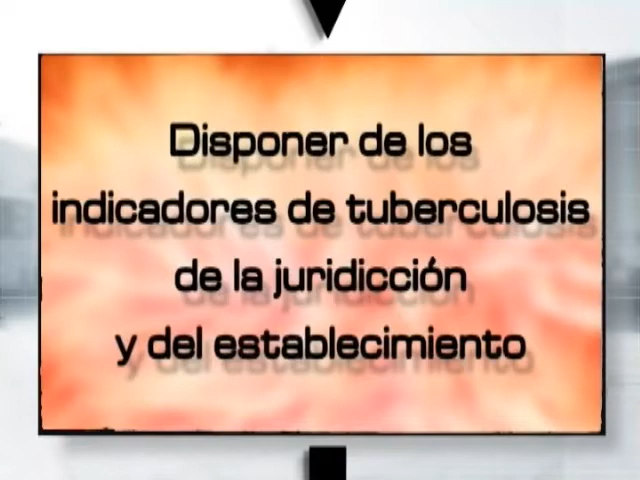 Disponer de los
indicadores de tuberculosis
de la juridicción
y del establecimiento